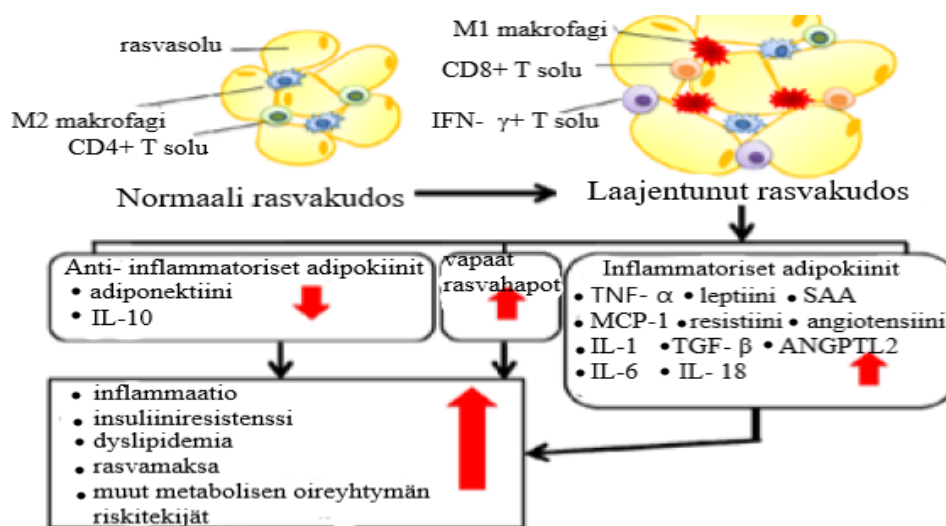 rasvasolu
M2 makrofagi
CD4+ T solu
M1 makrofagi
CD8+ T solu
IFN- γ+ T solu
Normaali rasvakudos
Laajentunut rasvakudos
Anti- inflammatoriset adipokiinit
• adiponektiini
• IL-10
vapaat
rasvahapot
Inflammatoriset adipokiinit
• TNF- α • leptiini • SAA
• MCP-1 • resistiini • angiotensiini
• IL-1 • TGF- β • ANGPTL2
• IL-6 • IL- 18
• inflammaatio
• insuliiniresistenssi
• dyslipidemia
• rasvamaksa
• muut metabolisen oireyhtymän
riskitekijät